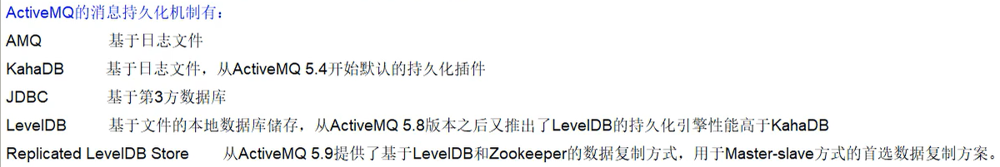 ActiveMQ的消息持久化机制有：
AMQ 基于日志文件
KahaDB 基于日志文件，从ActiveMQ 5.4开始默认的持久化插件
JDBC 基于第3方数据库
LevelDB 基于文件的本地数据库储存，从ActiveMQ 5.8版本之后又推出了LevelDB的持久化引擎性能高于KahaDB
Replicated LevelDB Store 从ActiveMQ 5.9提供了基于LevelDB和Zookeeper的数据复制方式，用于Master-slave方式的首选数据复制方案。